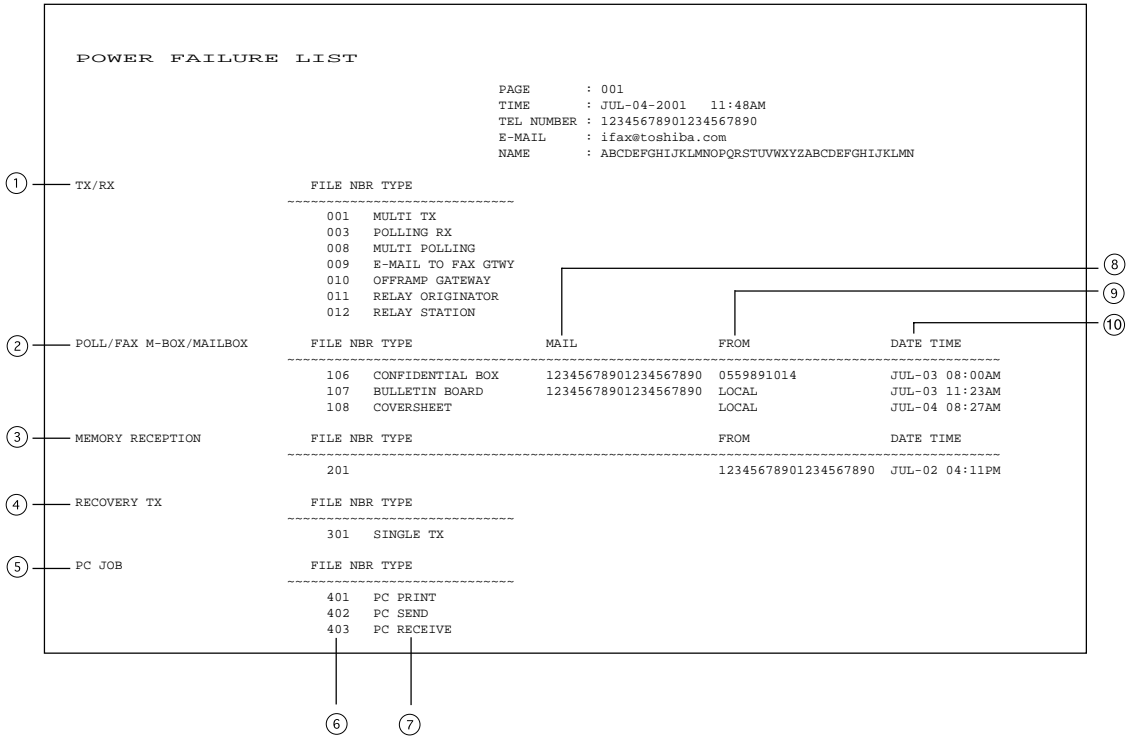 POWER FAILURE LIST
PAGE : 001
TIME : JUL-04-2001 11:48AM
TEL NUMBER : 12345678901234567890
E-MAIL : ifax@toshiba.com
NAME : ABCDEFGHIJKLMNOPQRSTUVWXYZABCDEFGHIJKLMN
1 TX/RX FILE NBR TYPE
~~~~~~~~~~~~~~~~~~~~~~~~~~~~~
001 MULTI TX
003 POLLING RX
008 MULTI POLLING
009 E-MAIL TO FAX GTWY 8
010 OFFRAMP GATEWAY
011 RELAY ORIGINATOR 9
012 RELAY STATION
10
2 POLL/FAX M-BOX/MAILBOX FILE NBR TYPE MAIL FROM DATE TIME
~~~~~~~~~~~~~~~~~~~~~~~~~~~~~~~~~~~~~~~~~~~~~~~~~~~~~~~~~~~~~~~~~~~~~~~~~~~~~~~~~~~~~~~~~~~
106 CONFIDENTIAL BOX 12345678901234567890 0559891014 JUL-03 08:00AM
107 BULLETIN BOARD 12345678901234567890 LOCAL JUL-03 11:23AM
108 COVERSHEET LOCAL JUL-04 08:27AM
3 MEMORY RECEPTION FILE NBR TYPE FROM DATE TIME
~~~~~~~~~~~~~~~~~~~~~~~~~~~~~~~~~~~~~~~~~~~~~~~~~~~~~~~~~~~~~~~~~~~~~~~~~~~~~~~~~~~~~~~~~~~
201 12345678901234567890 JUL-02 04:11PM
4 RECOVERY TX FILE NBR TYPE
~~~~~~~~~~~~~~~~~~~~~~~~~~~~~
301 SINGLE TX
5 PC JOB FILE NBR TYPE
~~~~~~~~~~~~~~~~~~~~~~~~~~~~~
401 PC PRINT
402 PC SEND
403 PC RECEIVE
6 7